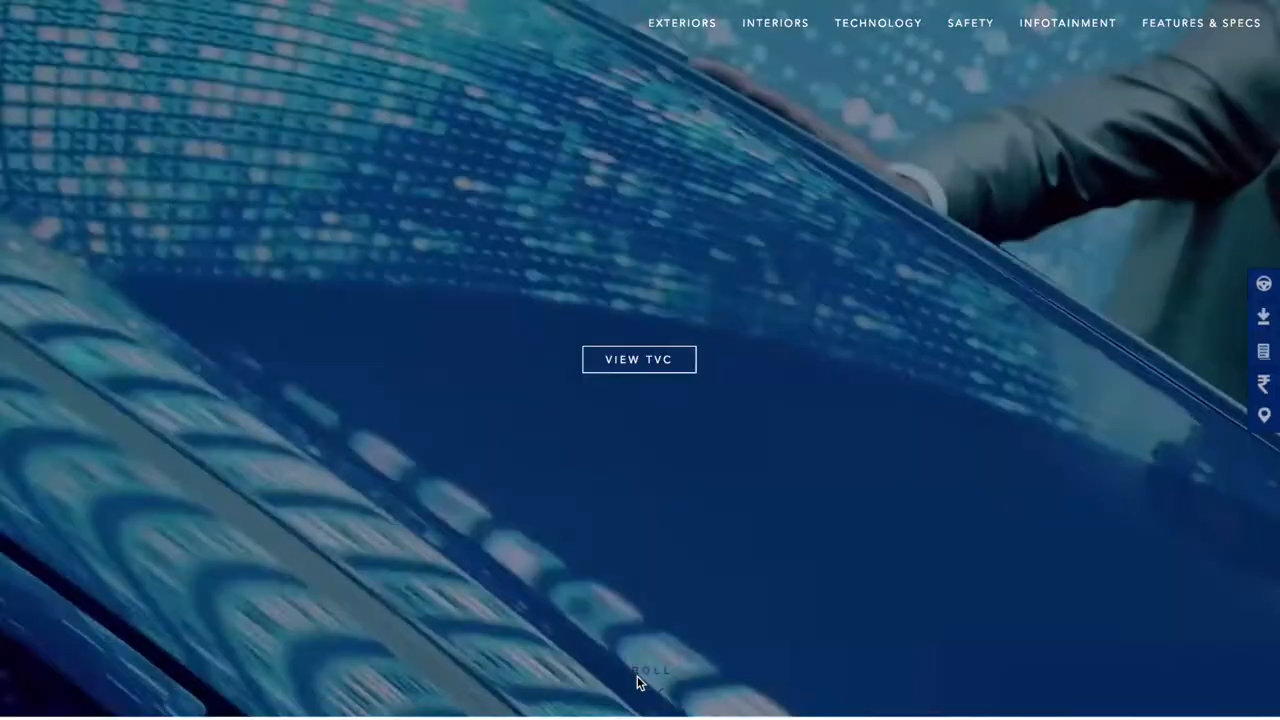 EXTERIORS INTERIORS TECHNOLOGY SAFETY INFOTAINMENT FEATURES & SPECS
VIEW TVC